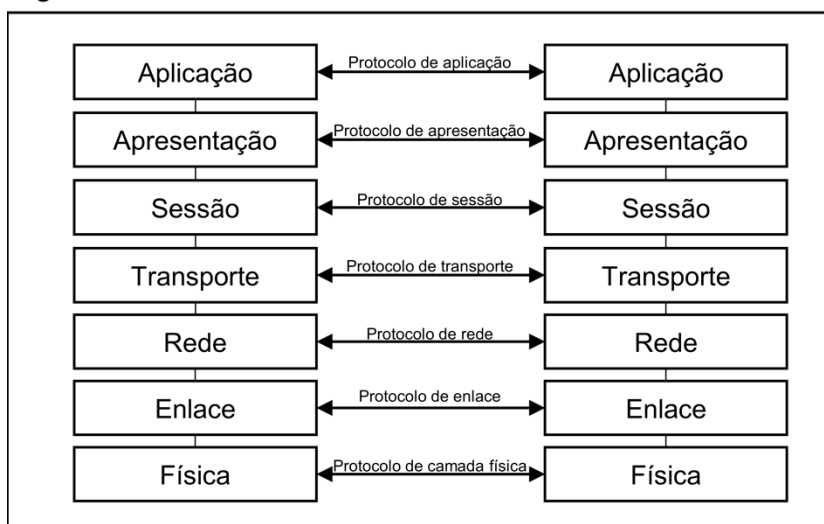 Aplicação Protocolo de aplicação Aplicação
Apresentação Protocolo de apresentação Apresentação
Sessão Protocolo de sessão Sessão
Transporte Protocolo de transporte Transporte
Rede Protocolo de rede Rede
Enlace Protocolo de enlace Enlace
Física Protocolo de camada física Física